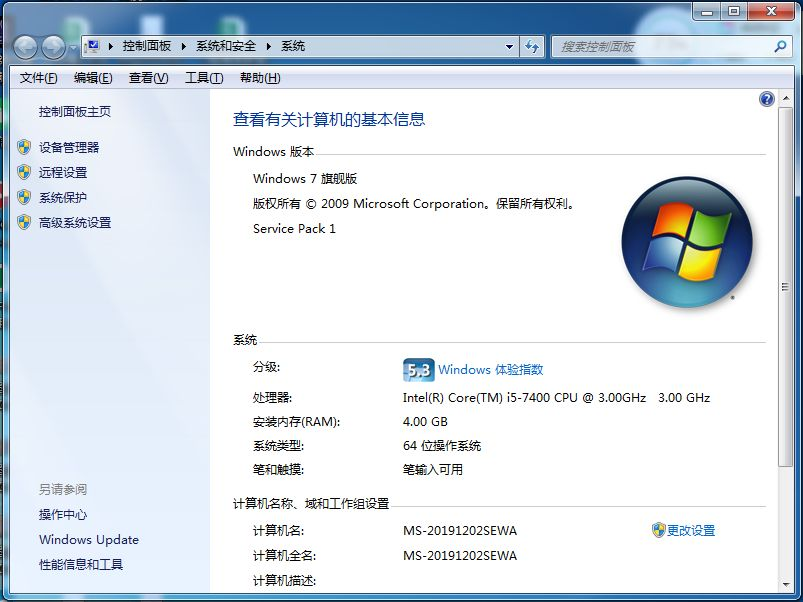 控制面板 ▸ 系统和安全 ▸ 系统
搜索控制面板
文件(F) 编辑(E) 查看(V) 工具(T) 帮助(H)
控制面板主页
设备管理器
远程设置
系统保护
高级系统设置
另请参阅
操作中心
Windows Update
性能信息和工具
查看有关计算机的基本信息
Windows 版本
Windows 7 旗舰版
版权所有 © 2009 Microsoft Corporation。保留所有权利。
Service Pack 1
系统
分级: 5.3 Windows 体验指数
处理器: Intel(R) Core(TM) i5-7400 CPU @ 3.00GHz 3.00 GHz
安装内存(RAM): 4.00 GB
系统类型: 64 位操作系统
笔和触摸: 笔输入可用
计算机名称、域和工作组设置
计算机名: MS-20191202SEWA 更改设置
计算机全名: MS-20191202SEWA
计算机描述: